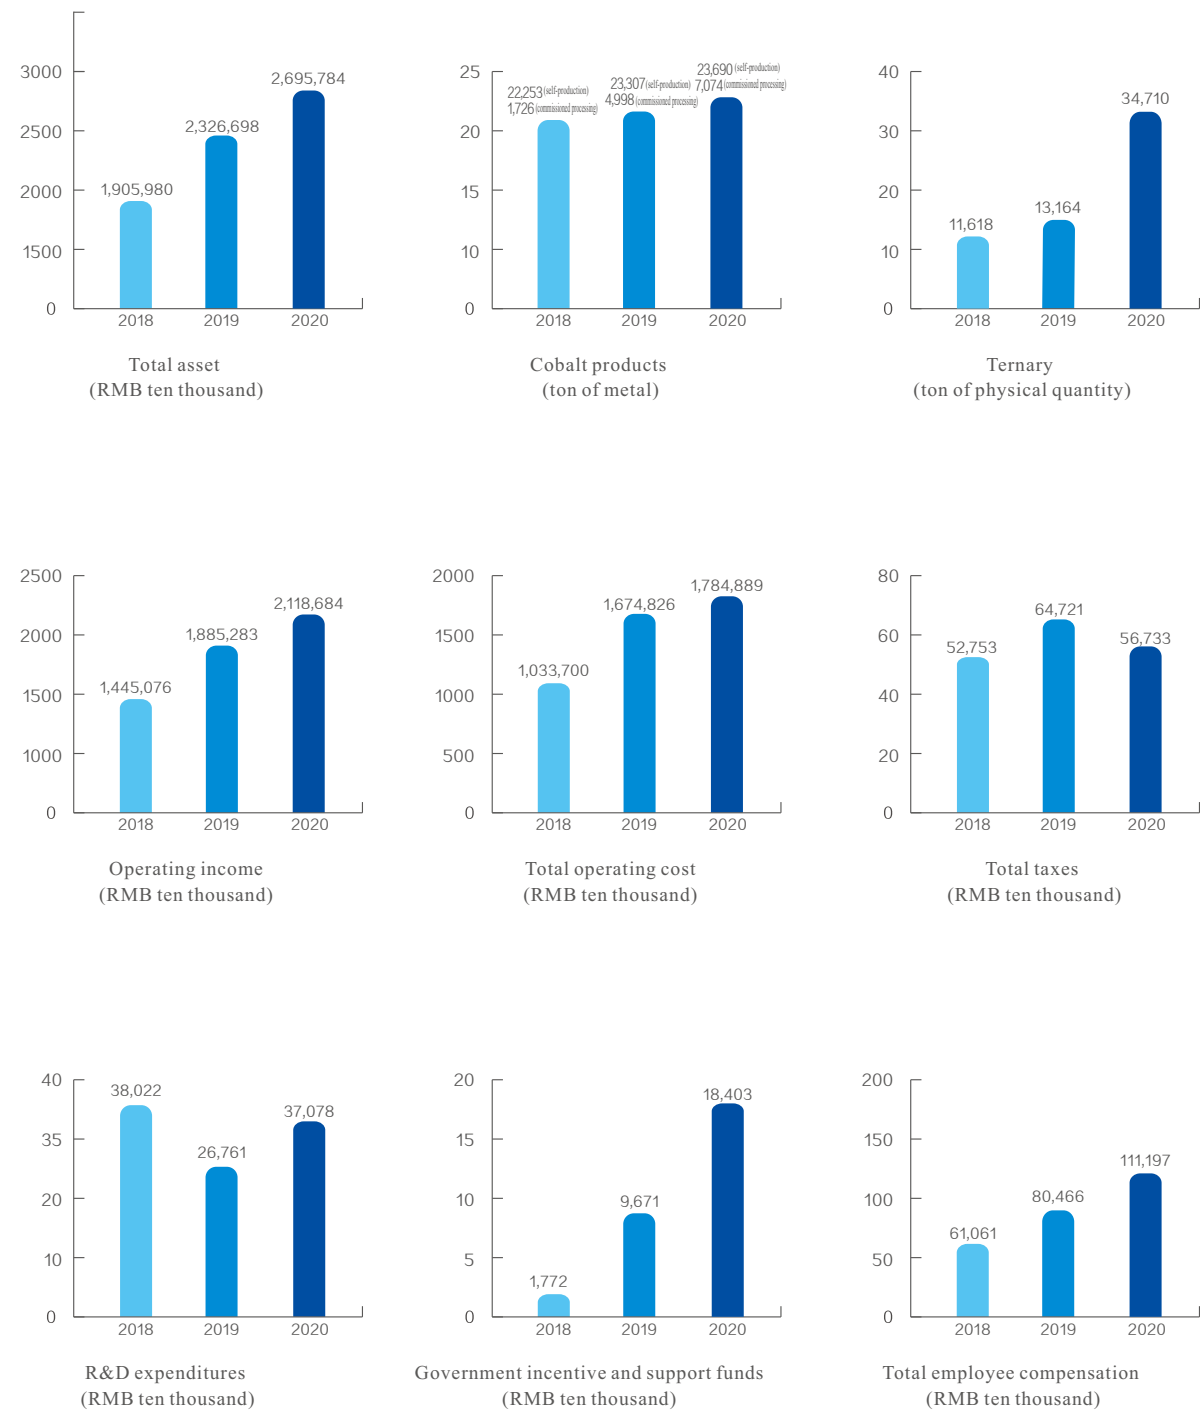 3000
2500
2000
1500
0
1,905,980
2,326,698
2,695,784
2018 2019 2020
Total asset
(RMB ten thousand)
25
20
15
10
0
22,253 (self-production)
1,726 (commissioned processing)
23,307 (self-production)
4,998 (commissioned processing)
23,690 (self-production)
7,074 (commissioned processing)
2018 2019 2020
Cobalt products
(ton of metal)
40
30
20
10
0
11,618
13,164
34,710
2018 2019 2020
Ternary
(ton of physical quantity)
2500
2000
1500
1000
0
1,445,076
1,885,283
2,118,684
2018 2019 2020
Operating income
(RMB ten thousand)
2000
1500
1000
500
0
1,033,700
1,674,826
1,784,889
2018 2019 2020
Total operating cost
(RMB ten thousand)
80
60
40
20
0
52,753
64,721
56,733
2018 2019 2020
Total taxes
(RMB ten thousand)
40
35
20
10
0
38,022
26,761
37,078
2018 2019 2020
R&D expenditures
(RMB ten thousand)
20
15
10
5
0
1,772
9,671
18,403
2018 2019 2020
Government incentive and support funds
(RMB ten thousand)
200
150
100
50
0
61,061
80,466
111,197
2018 2019 2020
Total employee compensation
(RMB ten thousand)